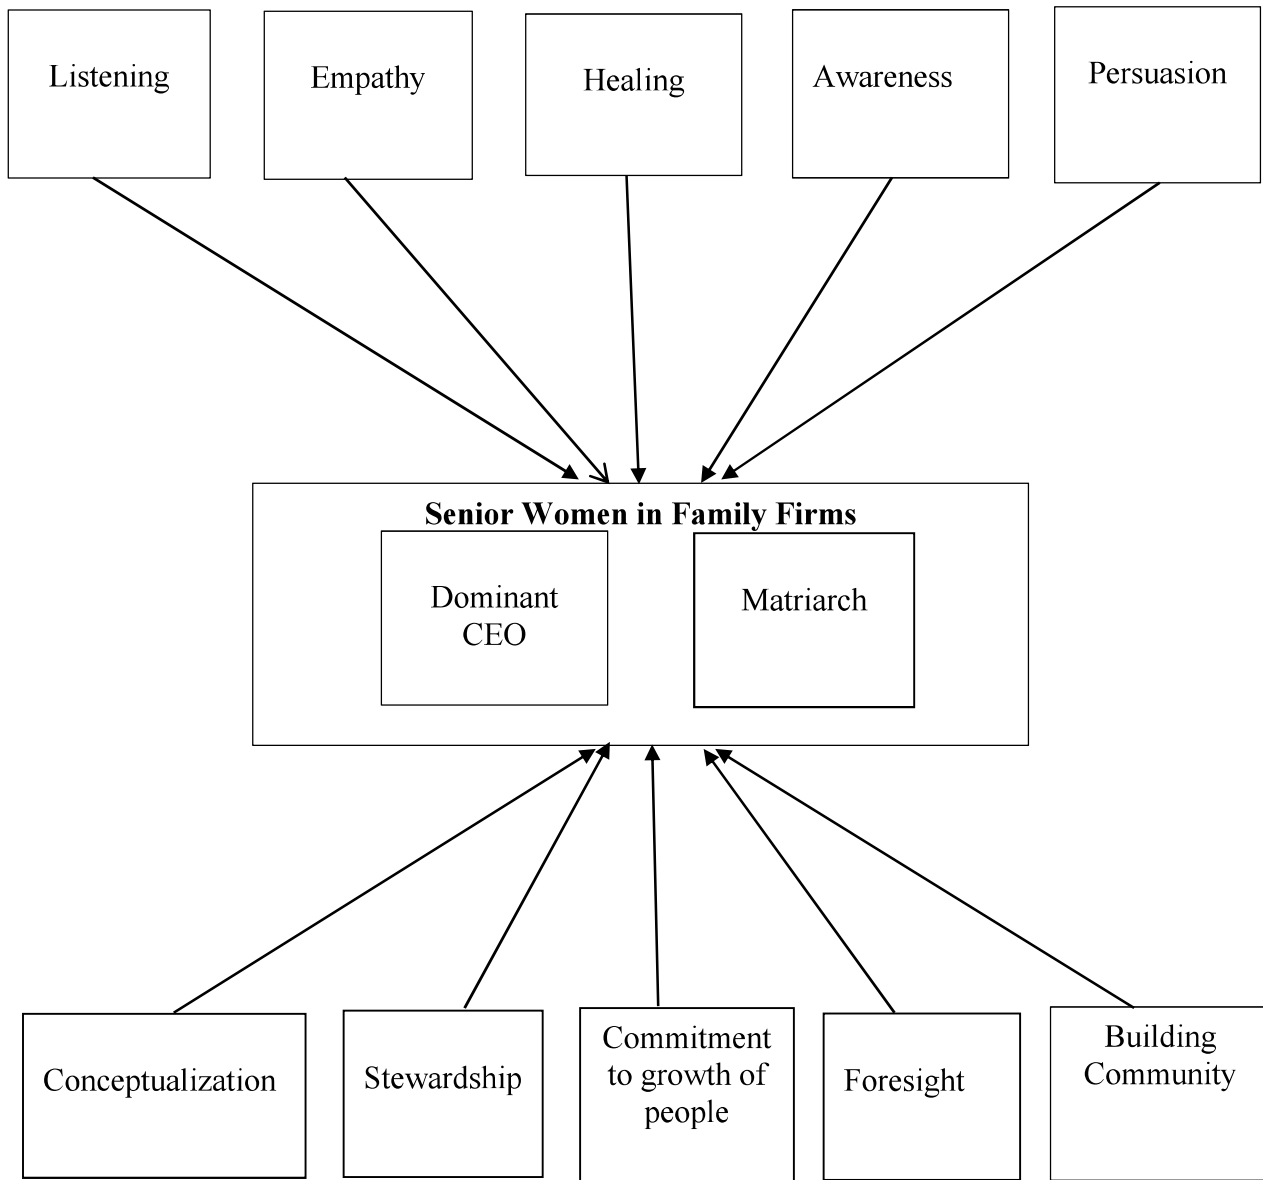 Listening
Empathy
Healing
Awareness
Persuasion
Senior Women in Family Firms
Dominant
CEO
Matriarch
Conceptualization
Stewardship
Commitment
to growth of
people
Foresight
Building
Community